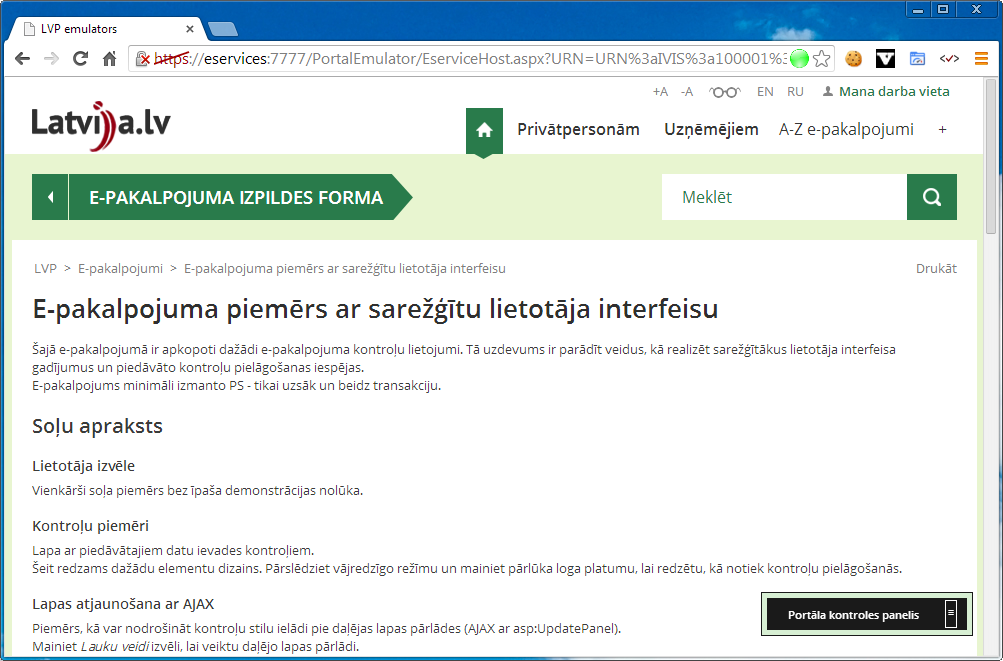 LVP emulators
https://eservices:7777/PortalEmulator/EserviceHost.aspx?URN=URN%3aIVIS%3a100001%3
+A -A EN RU Mana darba vieta
Latvija.lv
Privātpersonām Uzņēmējiem A-Z e-pakalpojumi +
E-PAKALPOJUMA IZPILDES FORMA
Meklēt
LVP > E-pakalpojumi > E-pakalpojuma piemērs ar sarežģītu lietotāja interfeisu
Drukāt
E-pakalpojuma piemērs ar sarežģītu lietotāja interfeisu
Šajā e-pakalpojumā ir apkopoti dažādi e-pakalpojuma kontroļu lietojumi. Tā uzdevums ir parādīt veidus, kā realizēt sarežģītākus lietotāja interfeisa
gadījumus un piedāvāto kontroļu pielāgošanas iespējas.
E-pakalpojums minimāli izmanto PS - tikai uzsāk un beidz transakciju.
Soļu apraksts
Lietotāja izvēle
Vienkārši soļa piemērs bez īpaša demonstrācijas nolūka.
Kontroļu piemēri
Lapa ar piedāvātajiem datu ievades kontroļiem.
Šeit redzams dažādu elementu dizains. Pārslēdziet vājredzīgo režīmu un mainiet pārlūka loga platumu, lai redzētu, kā notiek kontroļu pielāgošanās.
Lapas atjaunošana ar AJAX
Piemērs, kā var nodrošināt kontroļu stilu ielādi pie daļējas lapas pārlādes (AJAX ar asp:UpdatePanel).
Mainiet Lauku veidi izvēli, lai veiktu daļējo lapas pārlādi.
Portāla kontroles panelis